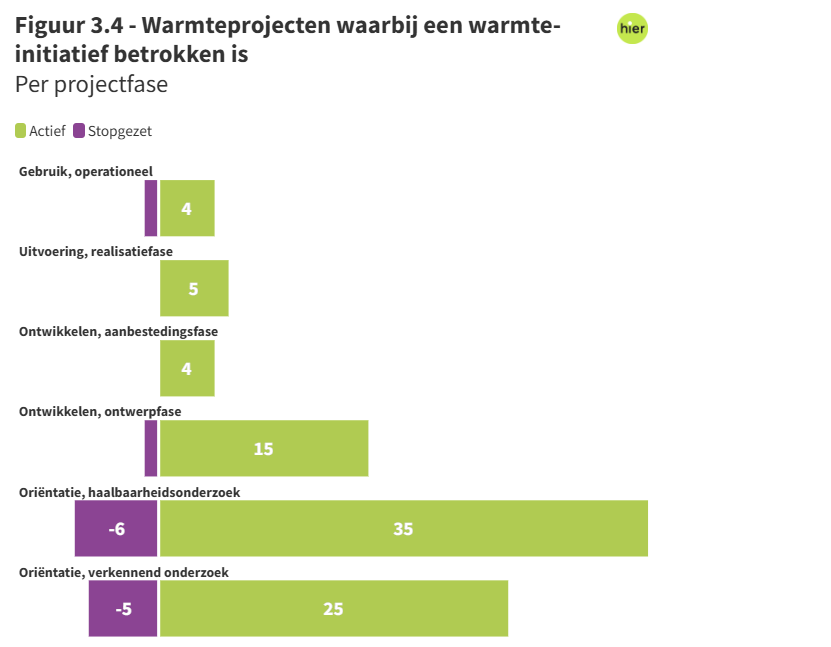 Figuur 3.4 - Warmteprojecten waarbij een warmte-
initiatief betrokken is
hier
Per projectfase
Actief Stopgezet
Gebruik, operationeel
4
Uitvoering, realisatiefase
5
Ontwikkelen, aanbestedingsfase
4
Ontwikkelen, ontwerpfase
15
Oriëntatie, haalbaarheidsonderzoek
-6 35
Oriëntatie, verkennend onderzoek
-5 25